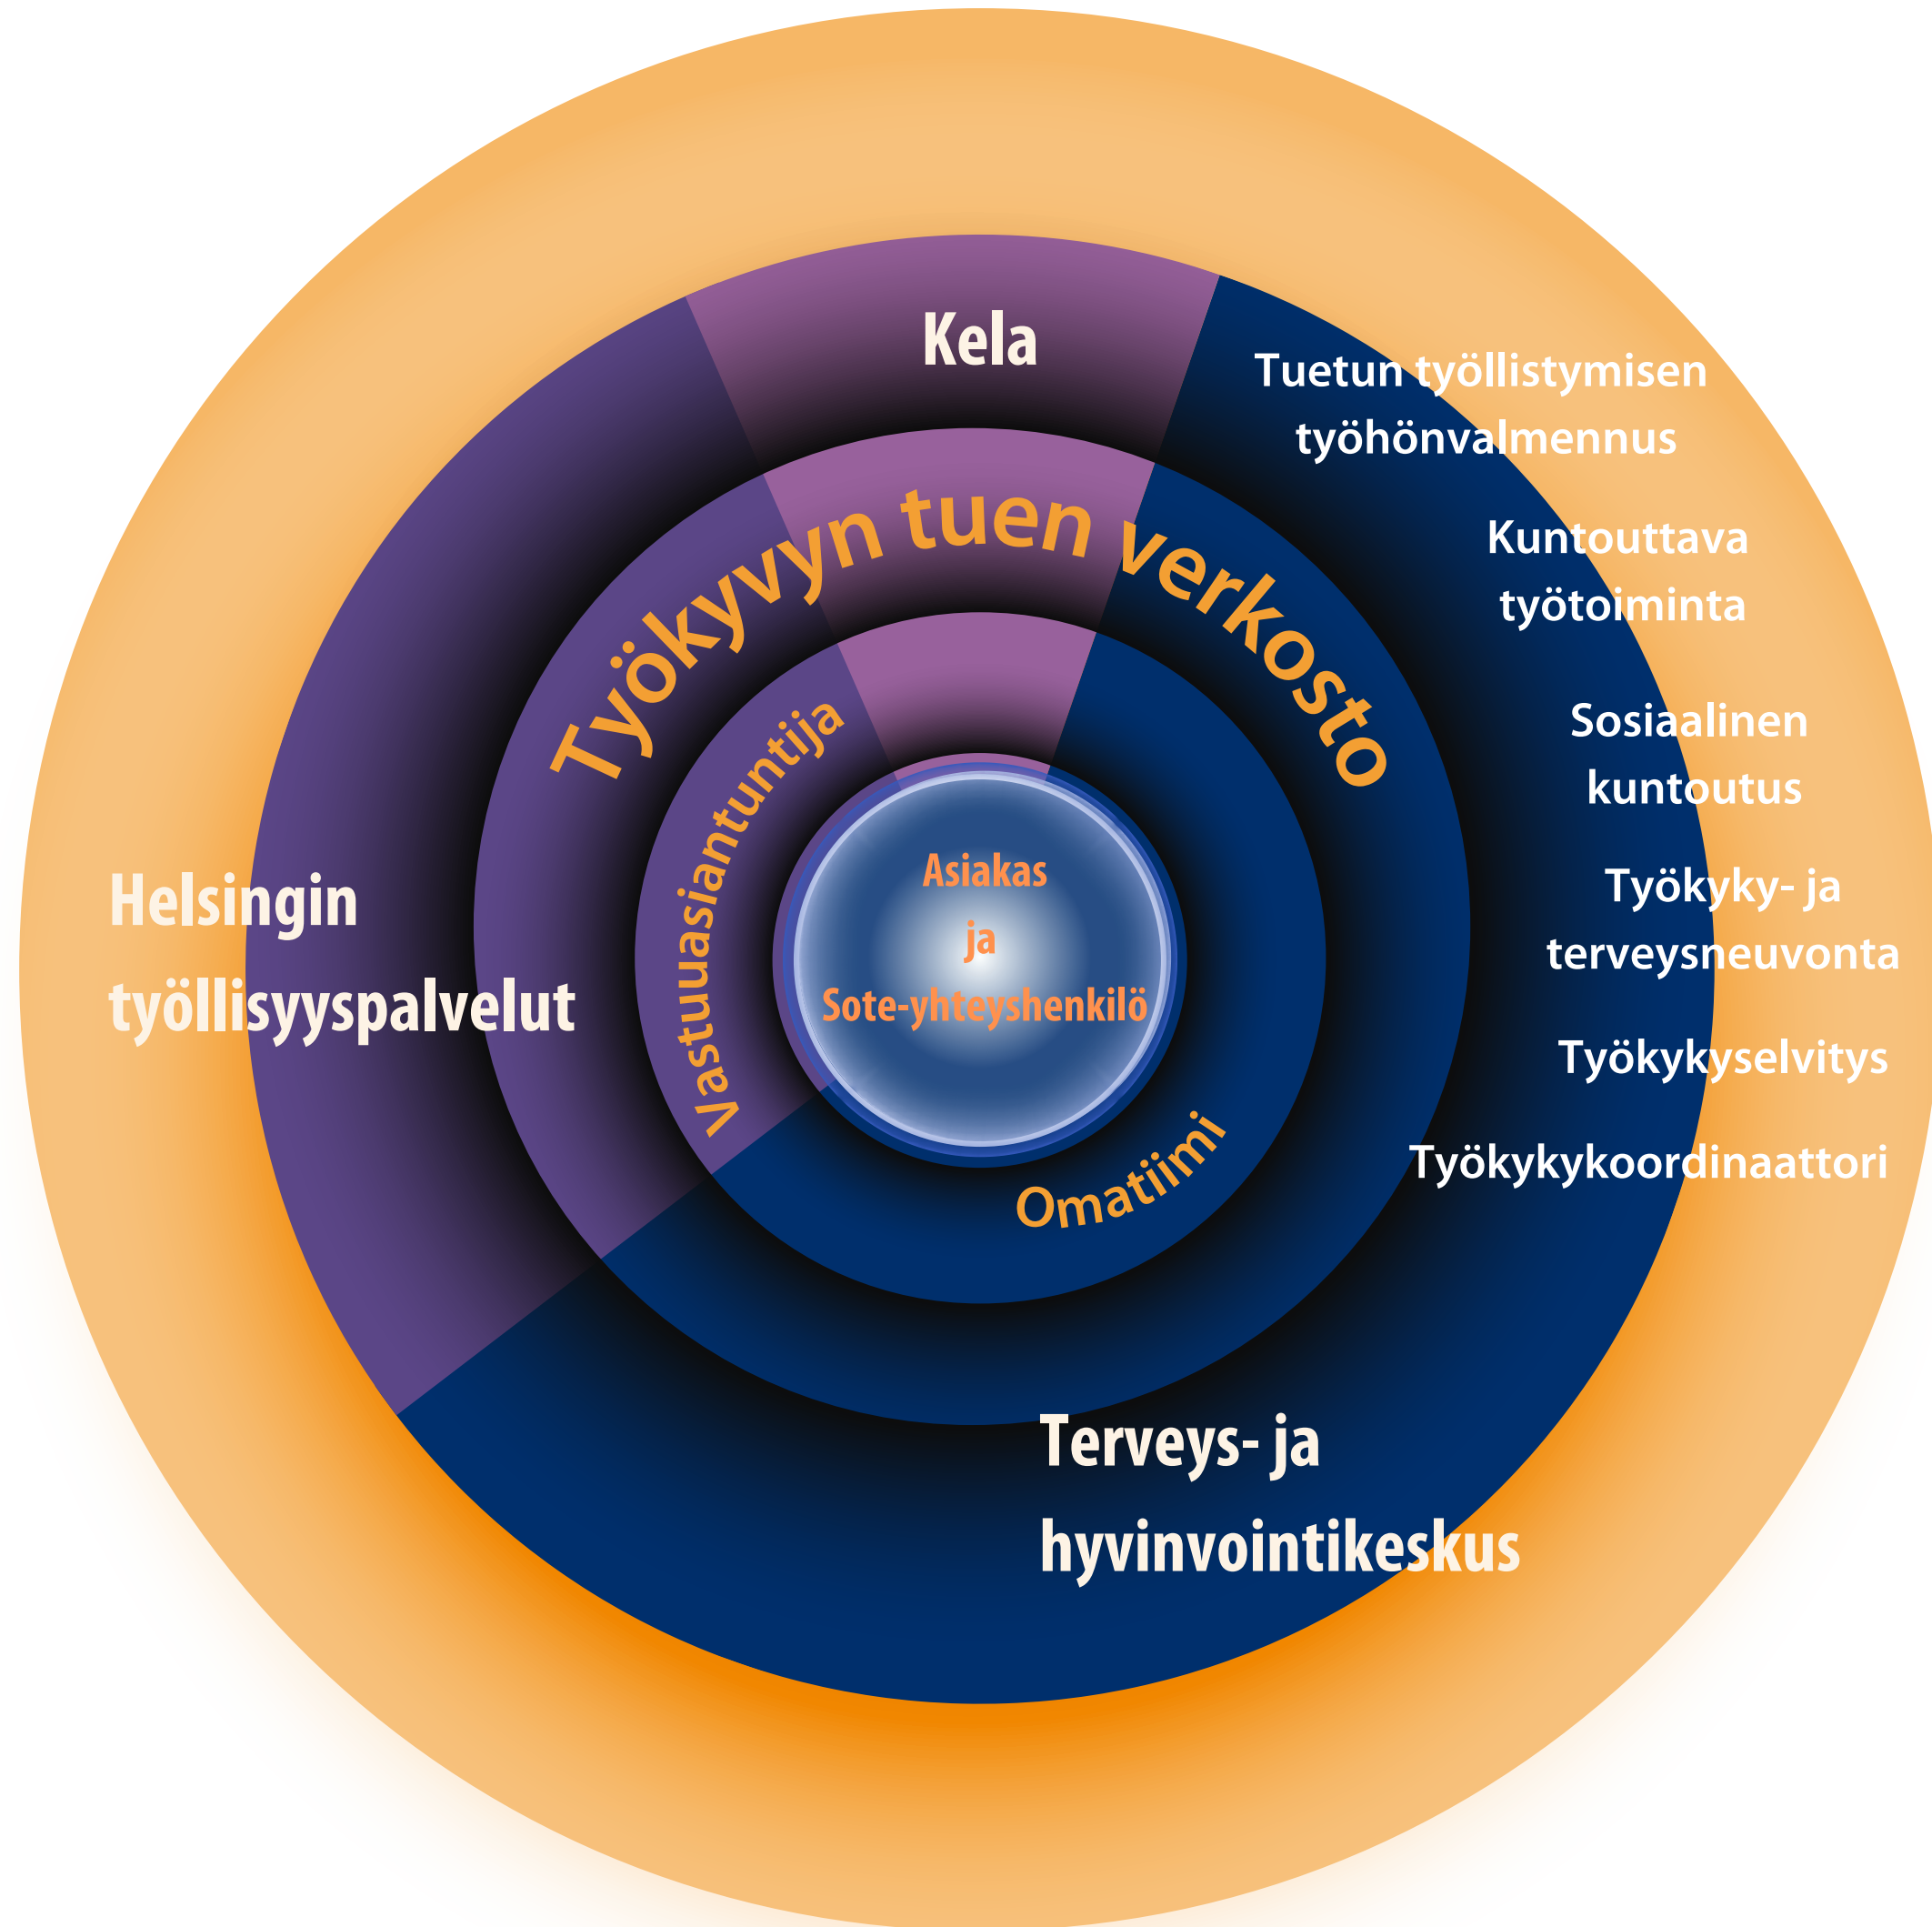 Kela
Tuetun työllistymisen
työhönvalmennus
Kuntouttava
työtoiminta
Sosiaalinen
kuntoutus
Työkyky- ja
terveysneuvonta
Työkykyselvitys
Työkykykoordinaattori
Työkyvyyn tuen verkosto
Vastuuasiantuntija
Asiakas
ja
Sote-yhteyshenkilö
Omatiimi
Helsingin
työllisyyspalvelut
Terveys- ja
hyvinvointikeskus